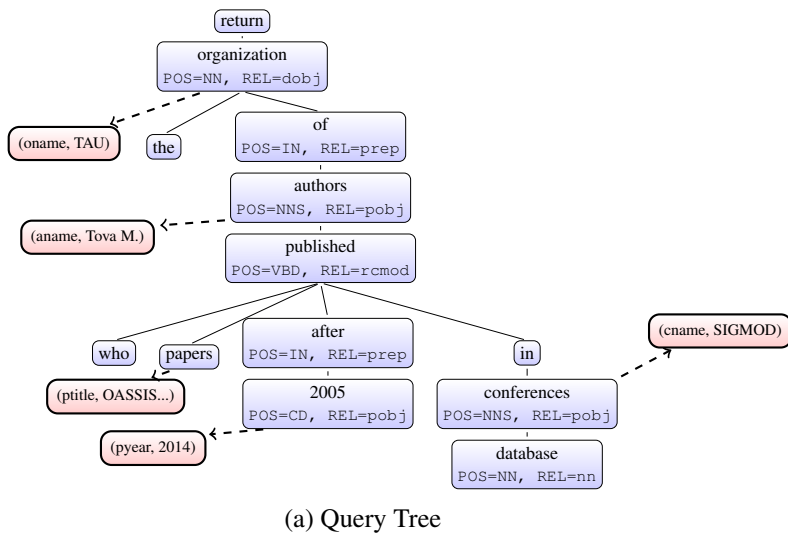 return
organization
POS=NN, REL=dobj
(oname, TAU)
the
of
POS=IN, REL=prep
authors
POS=NNS, REL=pobj
(aname, Tova M.)
published
POS=VBD, REL=rcmod
(cname, SIGMOD)
who
papers
after
POS=IN, REL=prep
in
(ptitle, OASSIS...)
2005
POS=CD, REL=pobj
conferences
POS=NNS, REL=pobj
(pyear, 2014)
database
POS=NN, REL=nn
(a) Query Tree